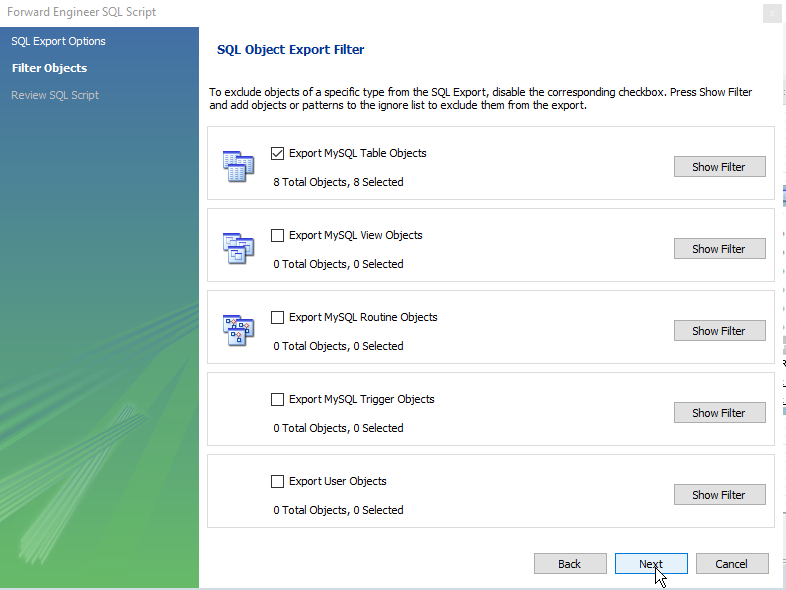 Forward Engineer SQL Script
SQL Export Options
Filter Objects
Review SQL Script
SQL Object Export Filter
To exclude objects of a specific type from the SQL Export, disable the corresponding checkbox. Press Show Filter
and add objects or patterns to the ignore list to exclude them from the export.
Export MySQL Table Objects
8 Total Objects, 8 Selected
Show Filter
Export MySQL View Objects
0 Total Objects, 0 Selected
Show Filter
Export MySQL Routine Objects
0 Total Objects, 0 Selected
Show Filter
Export MySQL Trigger Objects
0 Total Objects, 0 Selected
Show Filter
Export User Objects
0 Total Objects, 0 Selected
Show Filter
Back
Next
Cancel